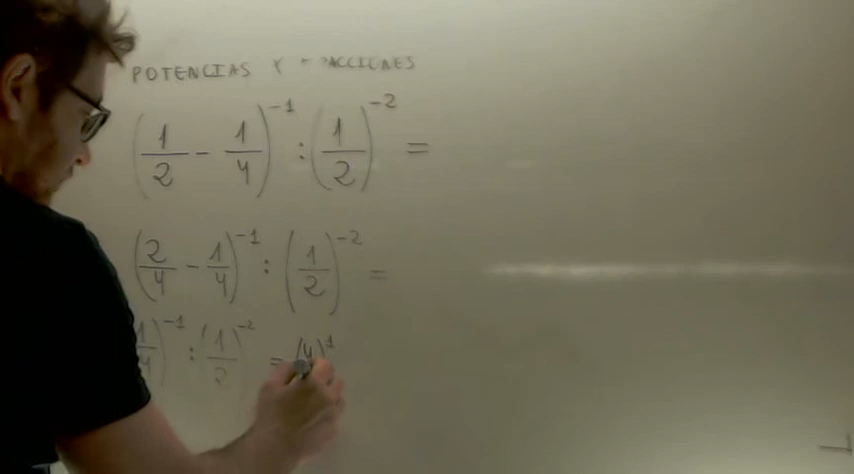 POTENCIAS Y
(1/2 - 1/4)^-1 : (1/2)^-2 =
(2/4 - 1/4)^-1 : (1/2)^-2 =
1/4)^-1 : (1/2)^-2 = (4)^1